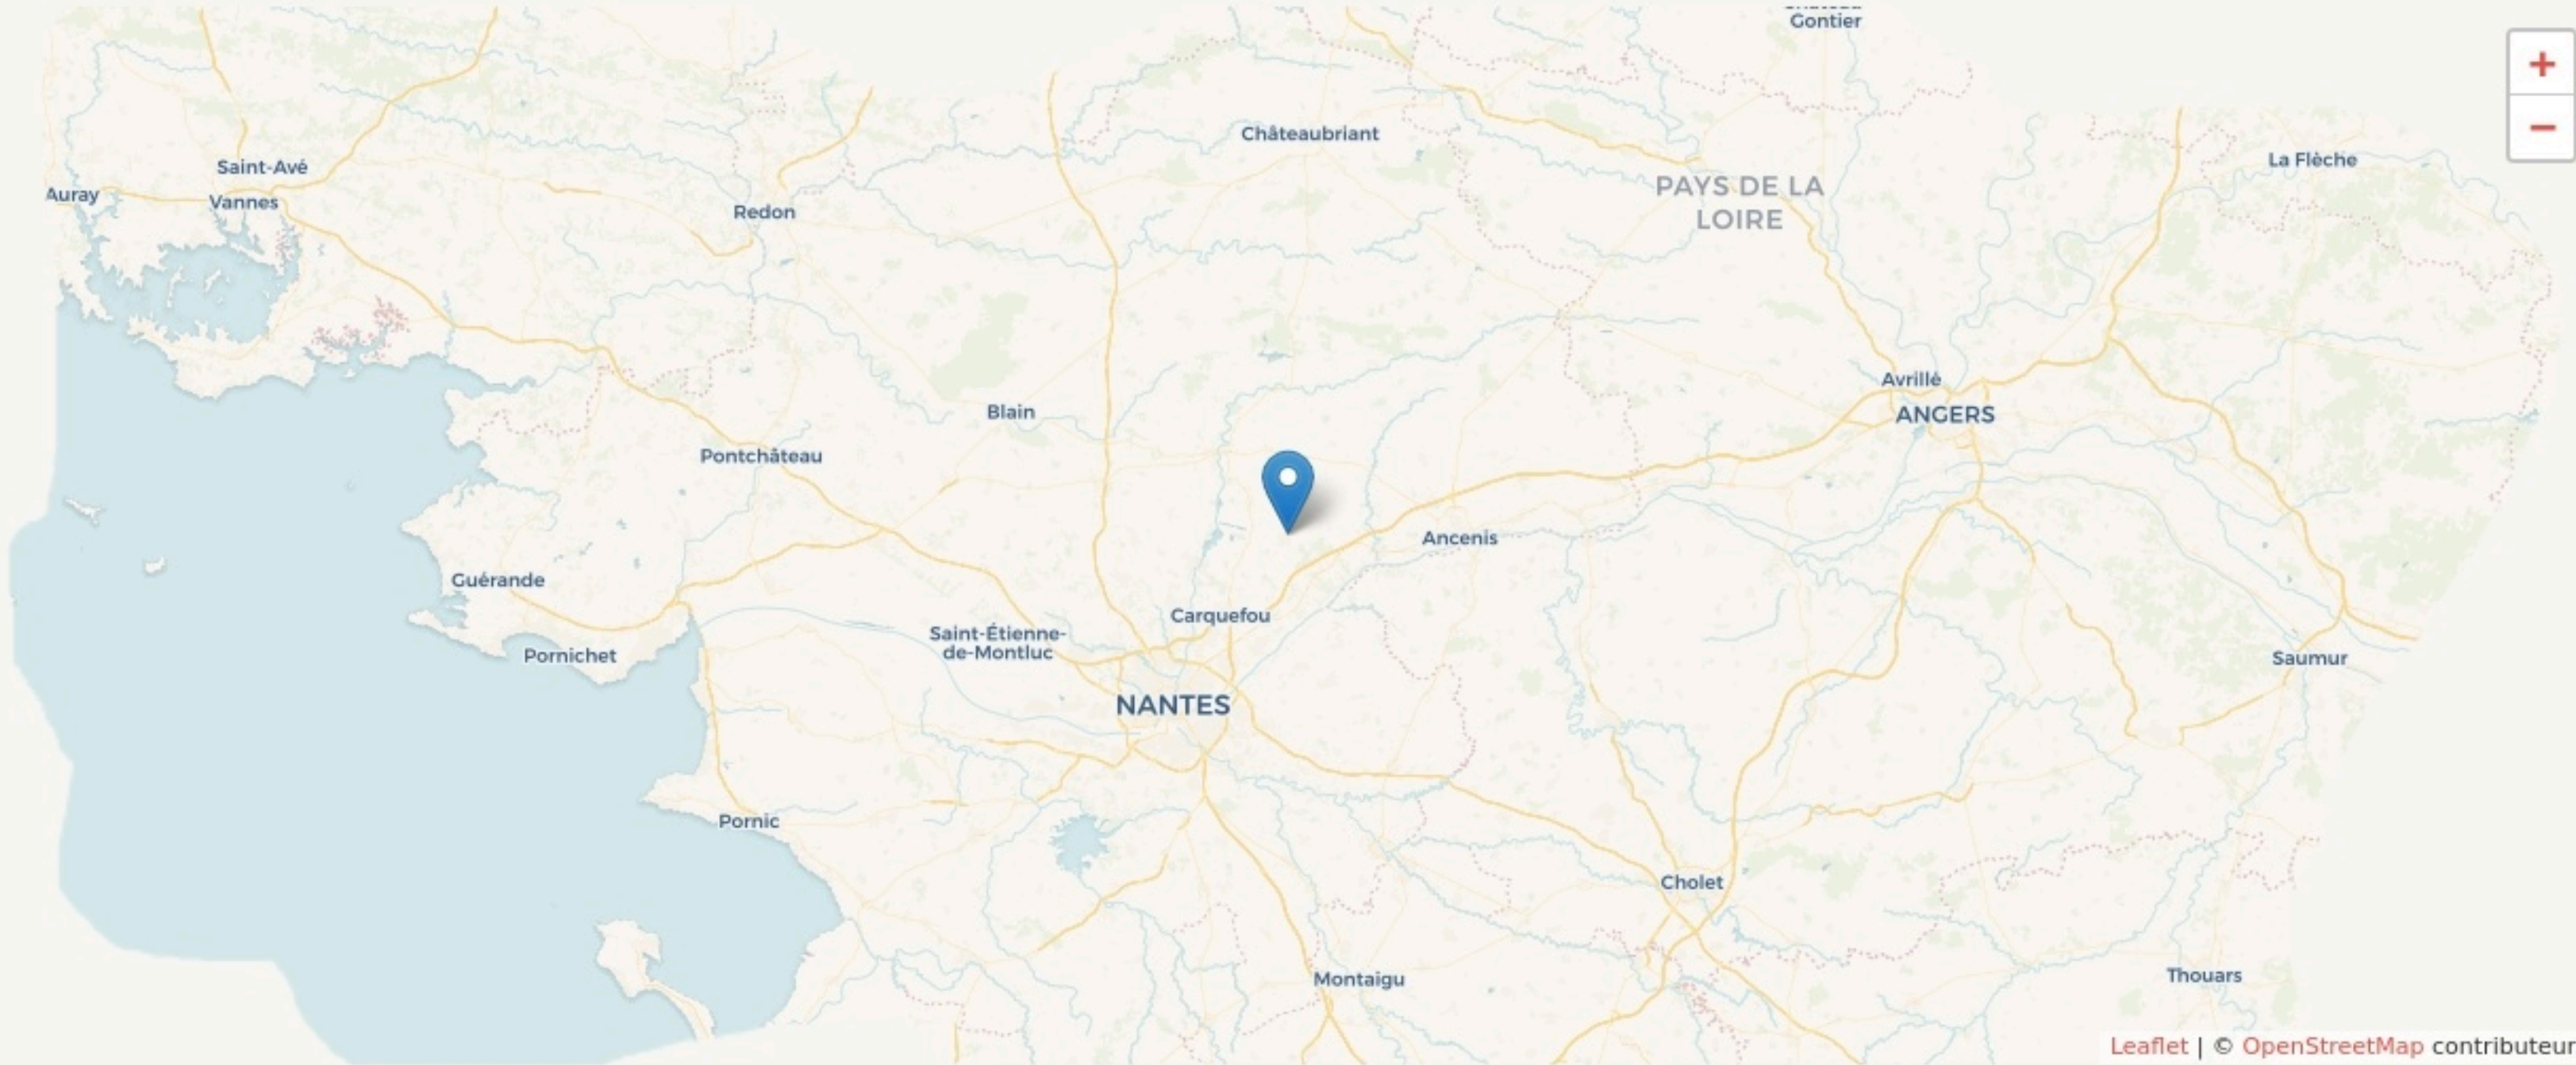 Gontier
+
−
Châteaubriant
La Flèche
Saint-Avé
PAYS DE LA
LOIRE
Auray
Vannes
Redon
Avrillé
ANGERS
Blain
Pontchâteau
Ancenis
Guérande
Carquefou
Saint-Étienne-
de-Montluc
Pornichet
Saumur
NANTES
Pornic
Cholet
Thouars
Montaigu
Leaflet | © OpenStreetMap contributeur